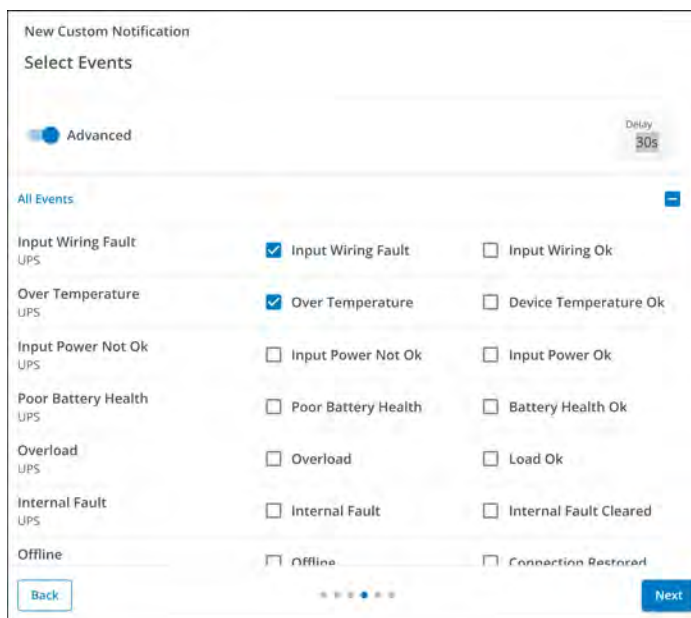 New Custom Notification
Select Events
Advanced
Delay
30s
All Events
Input Wiring Fault
UPS
Input Wiring Fault
Input Wiring Ok
Over Temperature
UPS
Over Temperature
Device Temperature Ok
Input Power Not Ok
UPS
Input Power Not Ok
Input Power Ok
Poor Battery Health
UPS
Poor Battery Health
Battery Health Ok
Overload
UPS
Overload
Load Ok
Internal Fault
UPS
Internal Fault
Internal Fault Cleared
Offline
Offline
Connection Restored
Back
Next